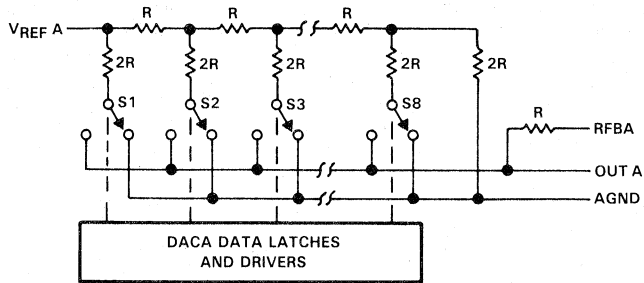 R R R
VREF A
2R 2R 2R 2R 2R
S1 S2 S3 S8
R
RFBA
OUT A
AGND
DACA DATA LATCHES
AND DRIVERS